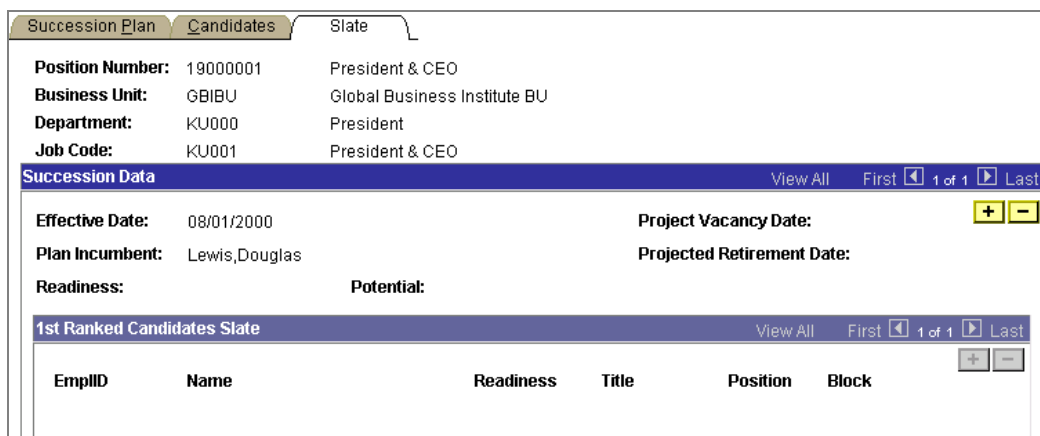 Succession Plan Candidates Slate
Position Number: 19000001 President & CEO
Business Unit: GBIBU Global Business Institute BU
Department: KU000 President
Job Code: KU001 President & CEO
Succession Data View All First 1 of 1 Last
Effective Date: 08/01/2000 Project Vacancy Date: + -
Plan Incumbent: Lewis,Douglas Projected Retirement Date:
Readiness: Potential:
1st Ranked Candidates Slate View All First 1 of 1 Last
+ -
EmplID Name Readiness Title Position Block